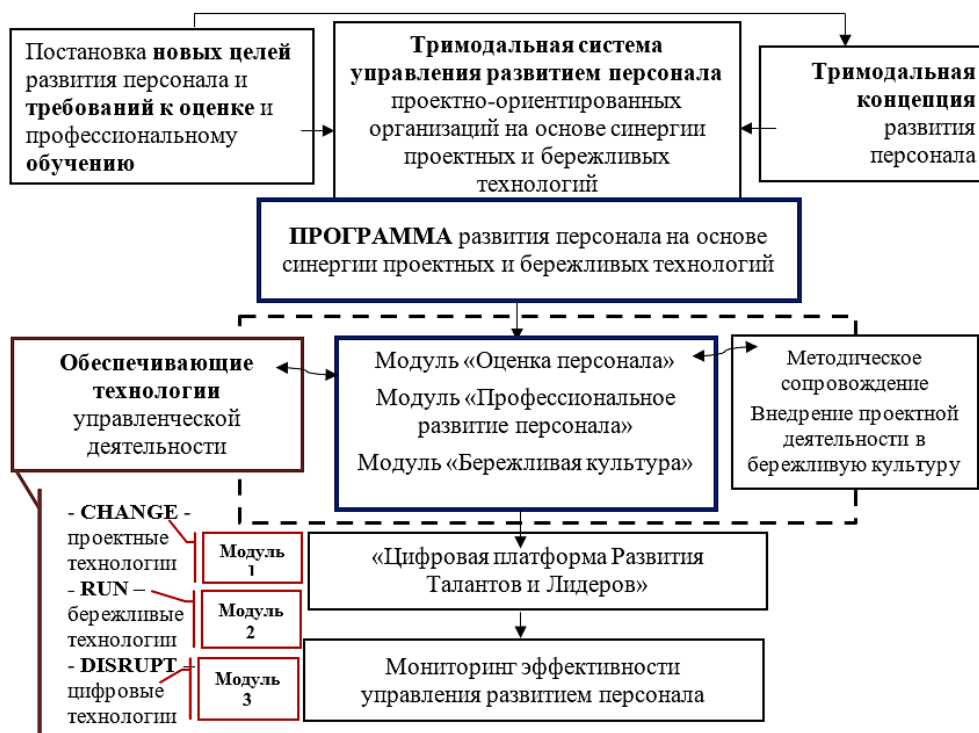 Постановка новых целей
развития персонала и
требований к оценке и
профессиональному
обучению
Тримодальная система
управления развитием персонала
проектно-ориентированных
организаций на основе синергии
проектных и бережливых
технологий
Тримодальная
концепция
развития
персонала
ПРОГРАММА развития персонала на основе
синергии проектных и бережливых технологий
Обеспечивающие
технологии
управленческой
деятельности
Модуль «Оценка персонала»
Модуль «Профессиональное
развитие персонала»
Модуль «Бережливая культура»
Методическое
сопровождение
Внедрение проектной
деятельности в
бережливую культуру
- CHANGE -
проектные
технологии
Модуль
1
- RUN –
бережливые
технологии
Модуль
2
- DISRUPT –
цифровые
технологии
Модуль
3
«Цифровая платформа Развития
Талантов и Лидеров»
Мониторинг эффективности
управления развитием персонала